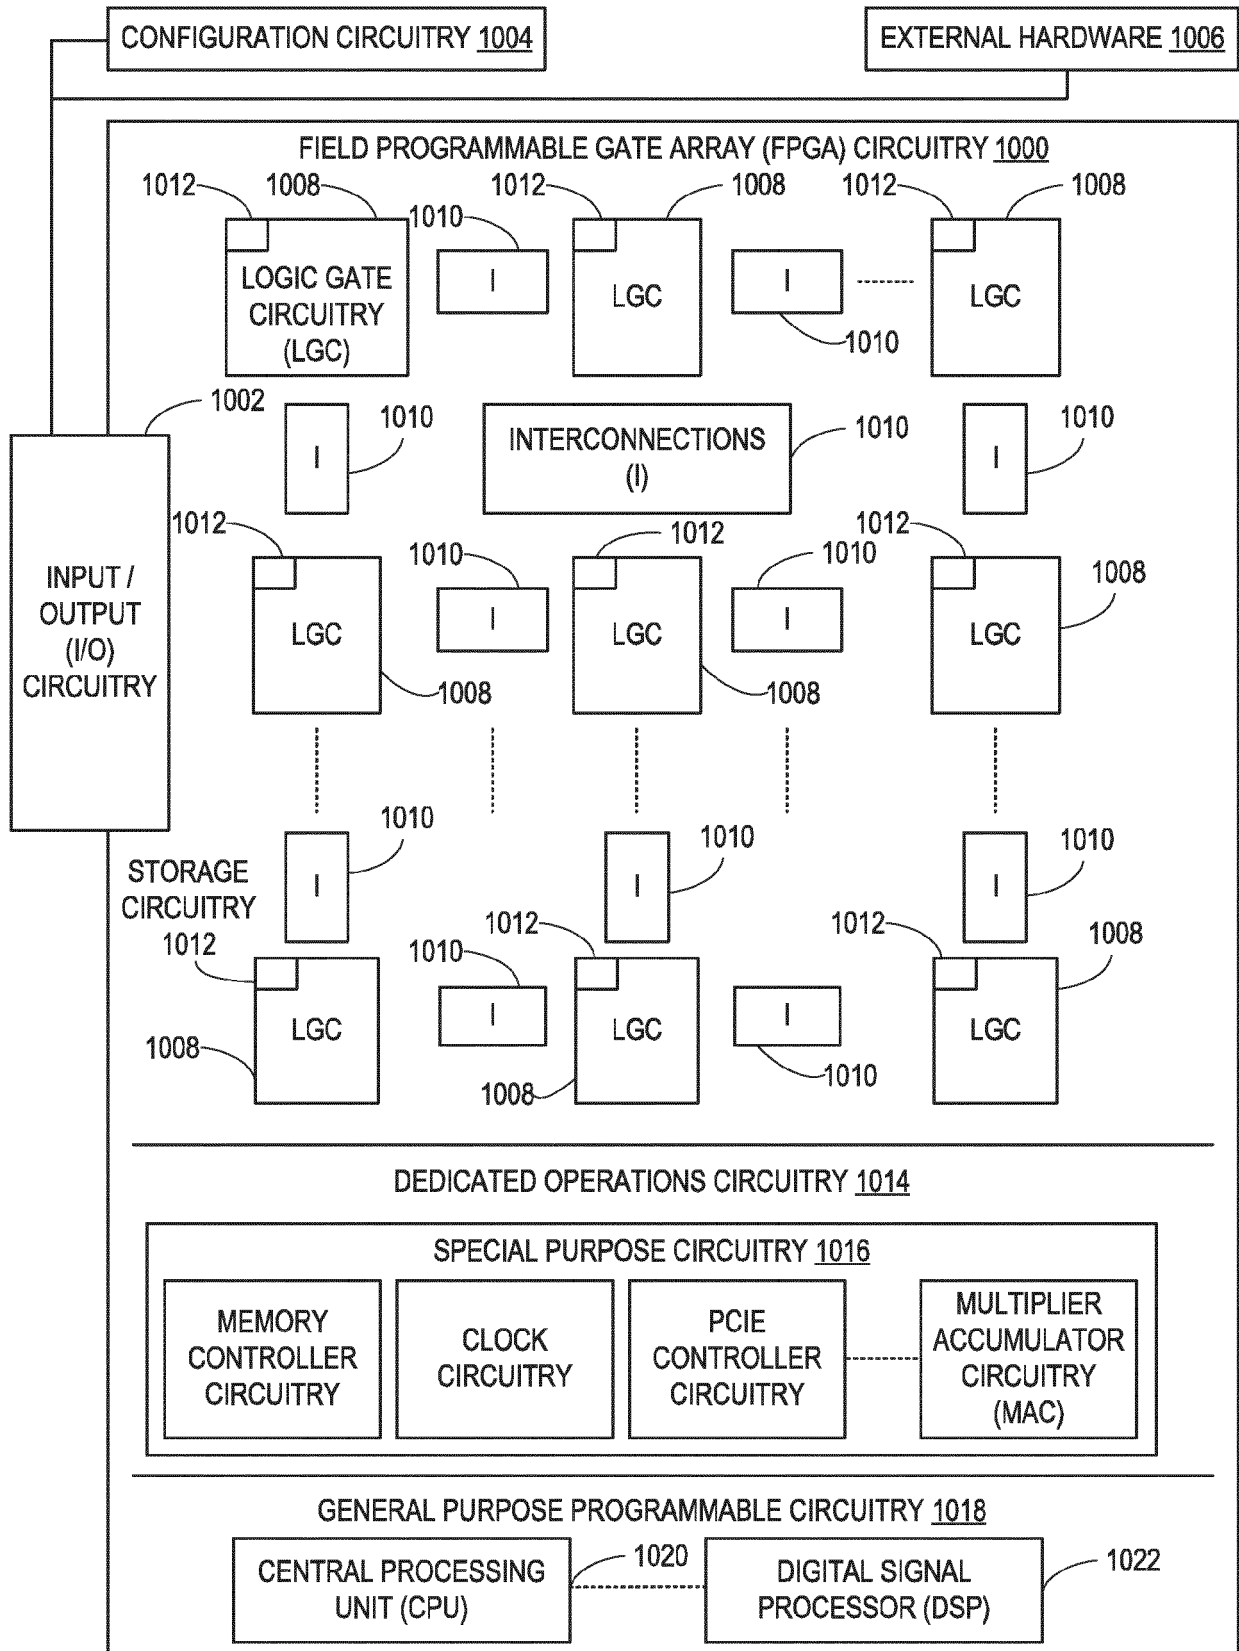 CONFIGURATION CIRCUITRY 1004
EXTERNAL HARDWARE 1006
FIELD PROGRAMMABLE GATE ARRAY (FPGA) CIRCUITRY 1000
1012
1008
1010
1012
1008
1012
1008
LOGIC GATE
CIRCUITRY
(LGC)
I
LGC
I
LGC
1010
1002
1010
INTERCONNECTIONS
(I)
1010
1010
I
I
1012
1010
1012
1010
1012
1008
INPUT /
OUTPUT
(I/O)
CIRCUITRY
LGC
I
LGC
I
LGC
1008
1008
1010
1010
1010
STORAGE
CIRCUITRY
I
I
I
1012
1010
1012
1012
1008
LGC
I
LGC
I
LGC
1008
1008
1010
DEDICATED OPERATIONS CIRCUITRY 1014
SPECIAL PURPOSE CIRCUITRY 1016
MEMORY
CONTROLLER
CIRCUITRY
CLOCK
CIRCUITRY
PCIE
CONTROLLER
CIRCUITRY
MULTIPLIER
ACCUMULATOR
CIRCUITRY
(MAC)
GENERAL PURPOSE PROGRAMMABLE CIRCUITRY 1018
CENTRAL PROCESSING
UNIT (CPU)
1020
DIGITAL SIGNAL
PROCESSOR (DSP)
1022